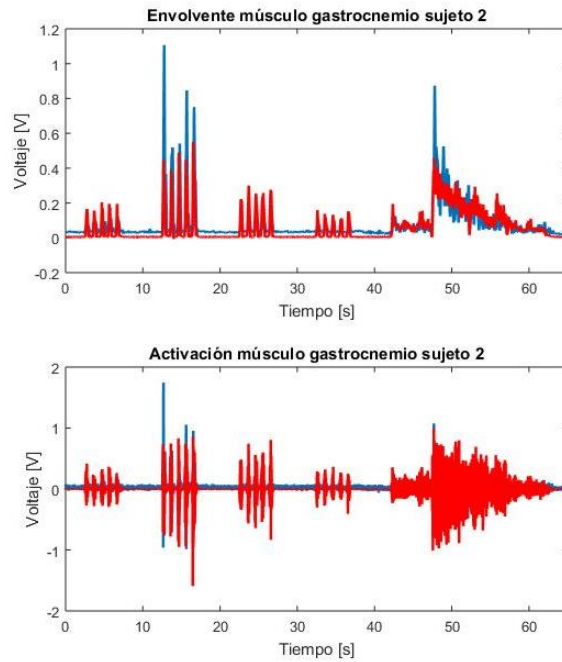 Envolvente músculo gastrocnemio sujeto 2
1.2
1
0.8
0.6
0.4
0.2
0
-0.2
Voltaje [V]
0 10 20 30 40 50 60
Tiempo [s]
Activación músculo gastrocnemio sujeto 2
2
1
0
-1
-2
Voltaje [V]
0 10 20 30 40 50 60
Tiempo [s]